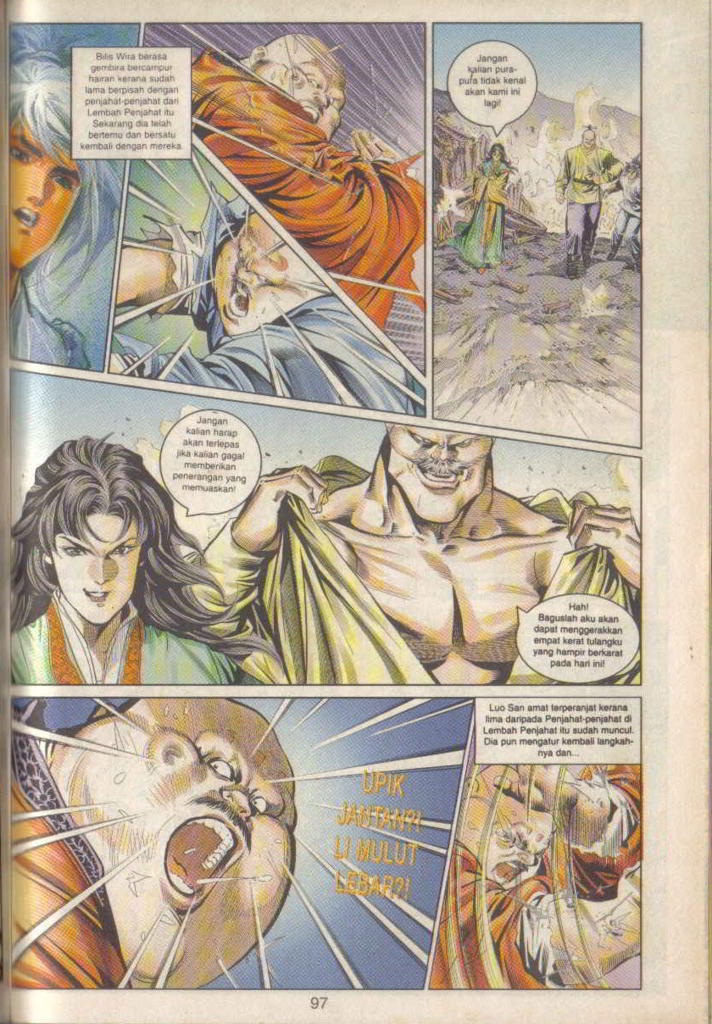 Bilis Wira berasa
gembira bercampur
hairan kerana sudah
lama berpisah dengan
penjahat-penjahat dari
Lembah Penjahat itu
Sekarang dia telah
bertemu dan bersatu
kembali dengan mereka.
Jangan
kalian pura-
pura tidak kenal
akan kami ini
lagi!
Jangan
kalian harap
akan terlepas
jika kalian gagal
memberikan
penerangan yang
memuaskan!
Hah!
Baguslah aku akan
dapat menggerakkan
empat kerat tulangku
yang hampir berkarat
pada hari ini!
UPIK
JANTAN?!
LI MULUT
LEBAR?!
Luo San amat terperanjat kerana
lima daripada Penjahat-penjahat di
Lembah Penjahat itu sudah muncul.
Dia pun mengatur kembali langkah-
nya dan...
97